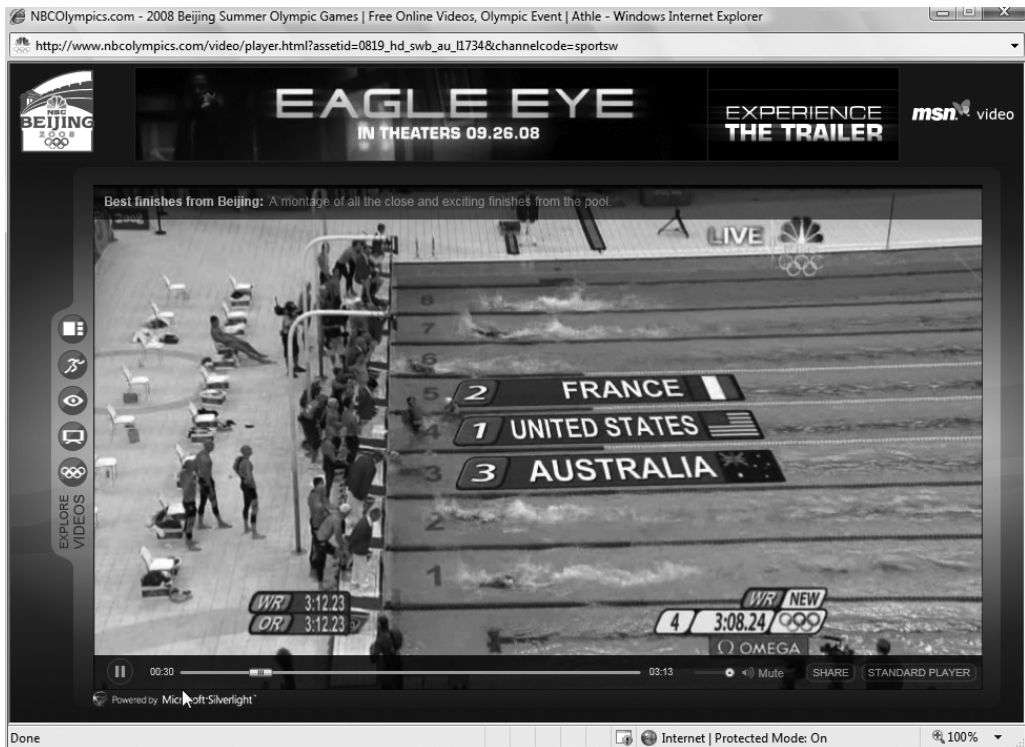 NBCOlympics.com - 2008 Beijing Summer Olympic Games | Free Online Videos, Olympic Event | Athle - Windows Internet Explorer
http://www.nbcolympics.com/video/player.html?assetid=0819_hd_swb_au_l1734&channelcode=sportsw
NBC
BEIJING
2008
EAGLE EYE
IN THEATERS 09.26.08
EXPERIENCE
THE TRAILER
msn video
Best finishes from Beijing: A montage of all the close and exciting finishes from the pool.
LIVE
8
7
6
5
2 FRANCE
4
1 UNITED STATES
3
3 AUSTRALIA
2
1
EXPLORE
VIDEOS
WR 3:12.23
OR 3:12.23
WR NEW
4 3:08.24
Ω OMEGA
00:30
03:13
Mute
SHARE
STANDARD PLAYER
Powered by Microsoft Silverlight
Done
Internet | Protected Mode: On
100%